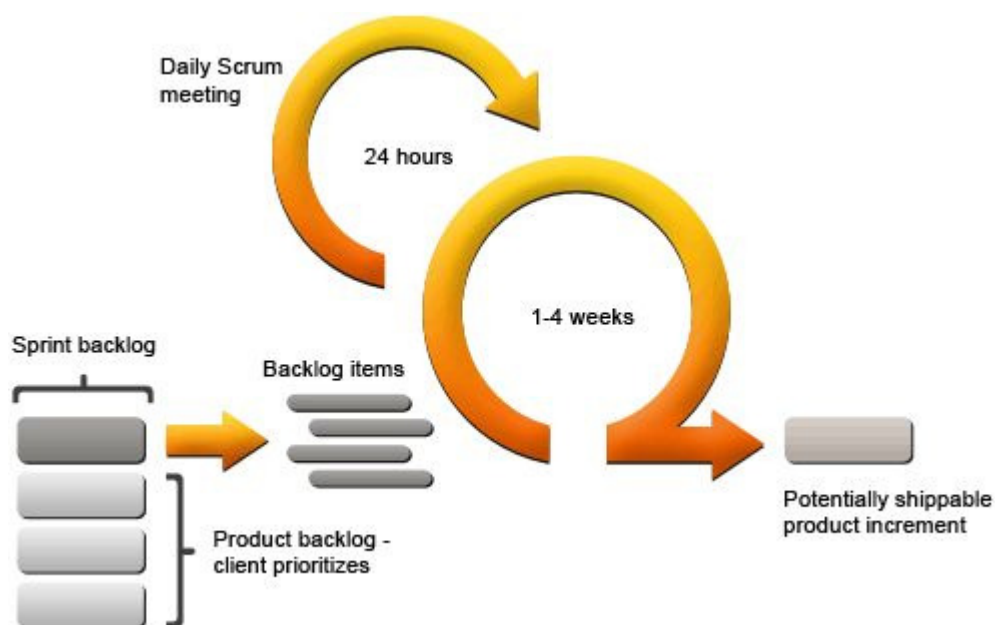 Daily Scrum
meeting
24 hours
1-4 weeks
Sprint backlog
Backlog items
Potentially shippable
product increment
Product backlog -
client prioritizes